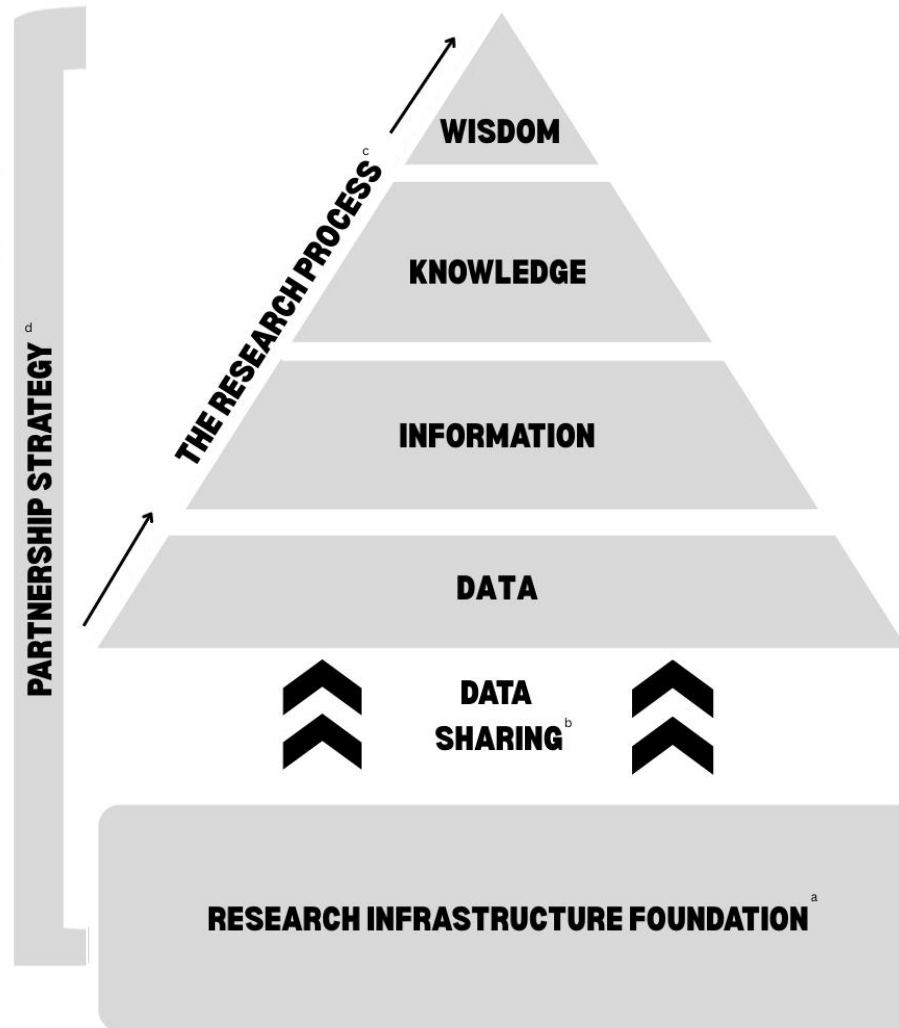 WISDOM
THE RESEARCH PROCESS c
KNOWLEDGE
PARTNERSHIP STRATEGY d
INFORMATION
DATA
DATA
SHARING b
RESEARCH INFRASTRUCTURE FOUNDATION a